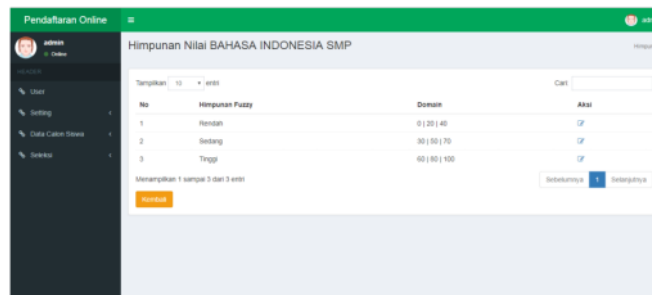 Pendaftaran Online
admin
Online
HEADER
User
Setting
Data Calon Siswa
Seleksi
Himpunan Nilai BAHASA INDONESIA SMP
Tampilkan 10 entri
Cari
No Himpunan Fuzzy Domain Aksi
1 Rendah 0 | 20 | 40
2 Sedang 30 | 50 | 70
3 Tinggi 60 | 80 | 100
Menampilkan 1 sampai 3 dari 3 entri
Sebelumnya 1 Selanjutnya
Kembali